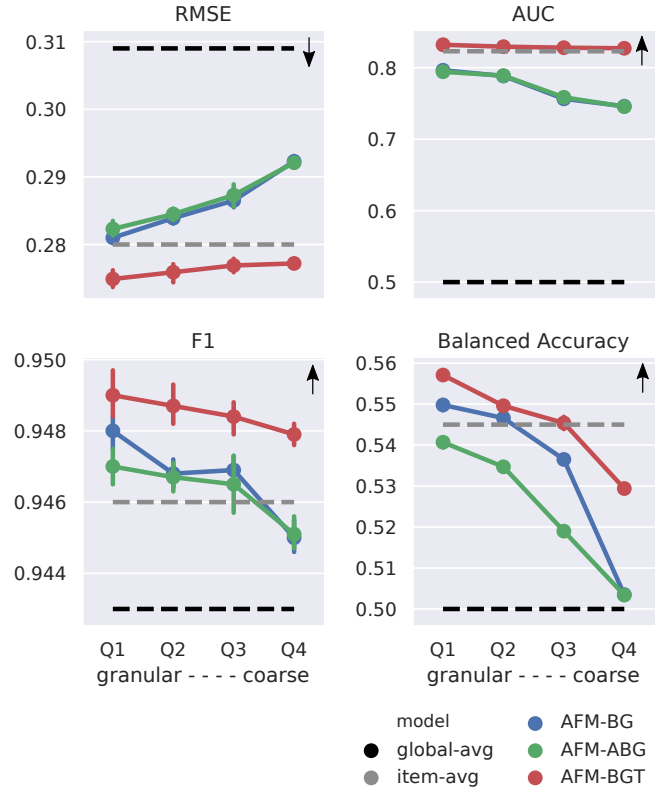 RMSE
0.31
0.30
0.29
0.28
AUC
0.8
0.7
0.6
0.5
F1
0.950
0.948
0.946
0.944
Q1 Q2 Q3 Q4
granular - - - - coarse
Balanced Accuracy
0.56
0.55
0.54
0.53
0.52
0.51
0.50
Q1 Q2 Q3 Q4
granular - - - - coarse
model
global-avg
item-avg
AFM-BG
AFM-ABG
AFM-BGT